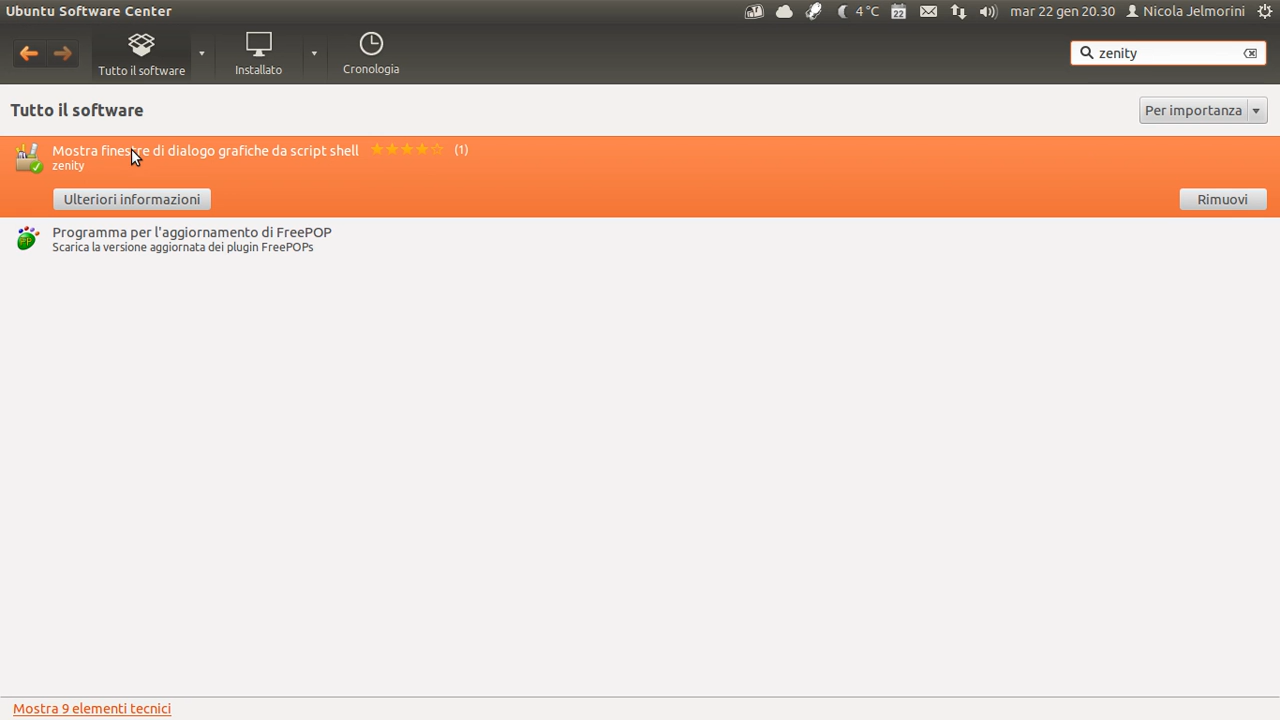 Ubuntu Software Center
4 °C
22
mar 22 gen 20.30
Nicola Jelmorini
Tutto il software
Installato
Cronologia
zenity
Tutto il software
Per importanza
Mostra finestre di dialogo grafiche da script shell (1)
zenity
Ulteriori informazioni
Rimuovi
Programma per l'aggiornamento di FreePOP
Scarica la versione aggiornata dei plugin FreePOPs
Mostra 9 elementi tecnici